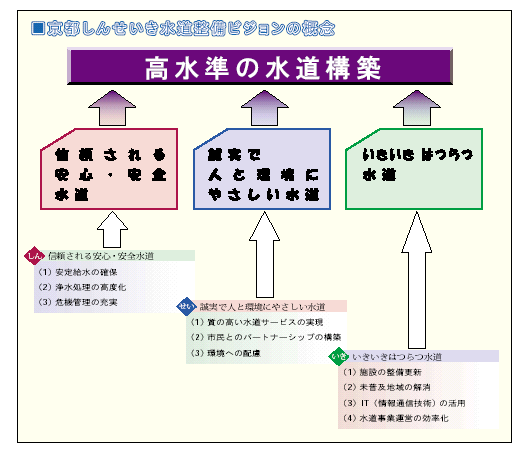 ■京都しんせいき水道整備ビジョンの概念
高水準の水道構築
信頼される
安心・安全
水道
誠実で
人と環境に
やさしい水道
いきいきはつらつ
水道
しん 信頼される安心・安全水道
(1) 安定給水の確保
(2) 浄水処理の高度化
(3) 危機管理の充実
せい 誠実で人と環境にやさしい水道
(1) 質の高い水道サービスの実現
(2) 市民とのパートナーシップの構築
(3) 環境への配慮
いき いきいきはつらつ水道
(1) 施設の整備更新
(2) 未普及地域の解消
(3) IT（情報通信技術）の活用
(4) 水道事業運営の効率化